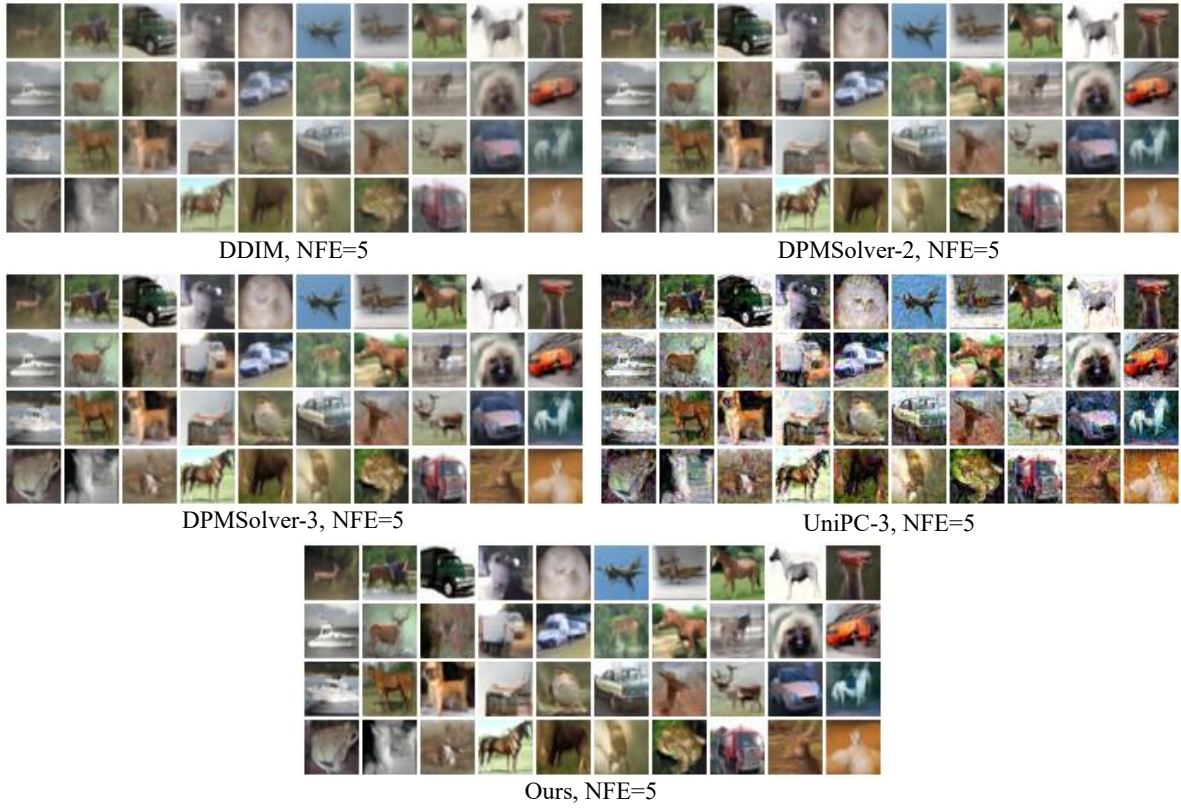 DDIM, NFE=5
DPMSolver-2, NFE=5
DPMSolver-3, NFE=5
UniPC-3, NFE=5
Ours, NFE=5